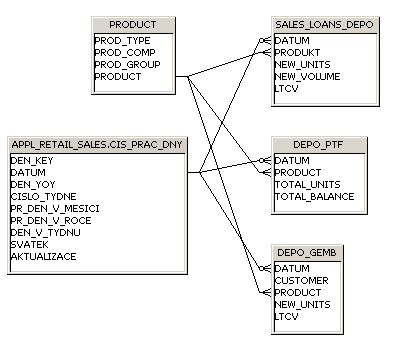 PRODUCT
PROD_TYPE
PROD_COMP
PROD_GROUP
PRODUCT
APPL_RETAIL_SALES.CIS_PRAC_DNY
DEN_KEY
DATUM
DEN_YOY
CISLO_TYDNE
PR_DEN_V_MESICI
PR_DEN_V_ROCE
DEN_V_TYDNU
SVATEK
AKTUALIZACE
SALES_LOANS_DEPO
DATUM
PRODUKT
NEW_UNITS
NEW_VOLUME
LTCV
DEPO_PTF
DATUM
PRODUCT
TOTAL_UNITS
TOTAL_BALANCE
DEPO_GEMB
DATUM
CUSTOMER
PRODUCT
NEW_UNITS
LTCV